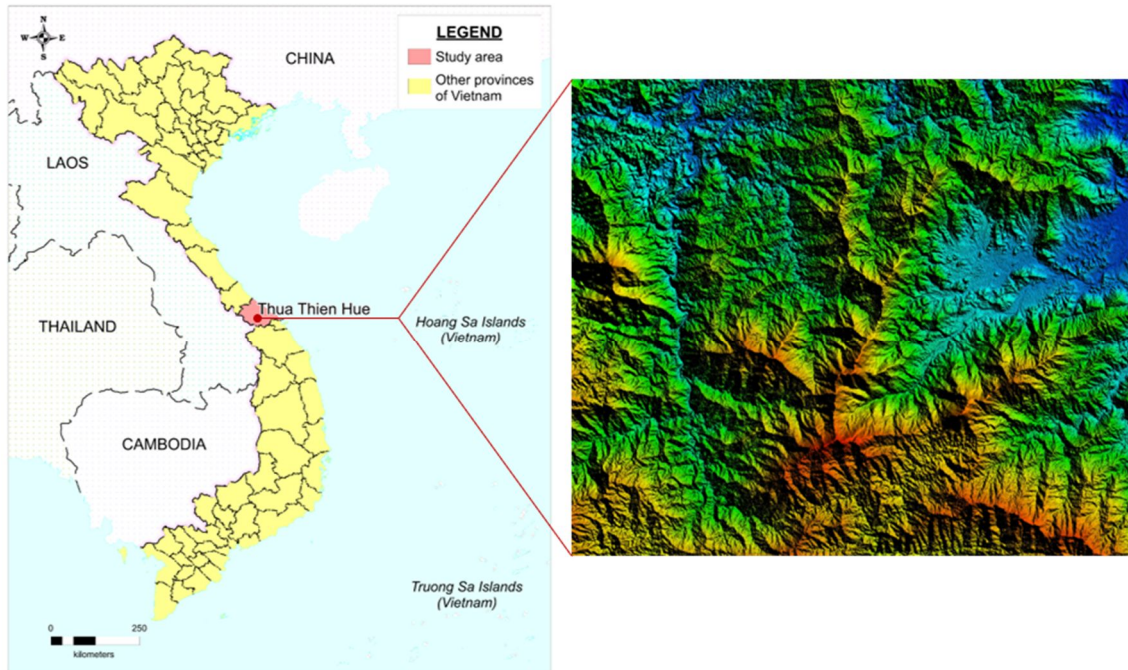 N
W E
S
LEGEND
Study area
Other provinces
of Vietnam
CHINA
LAOS
Thua Thien Hue
THAILAND
Hoang Sa Islands
(Vietnam)
CAMBODIA
Truong Sa Islands
(Vietnam)
0 250
kilometers